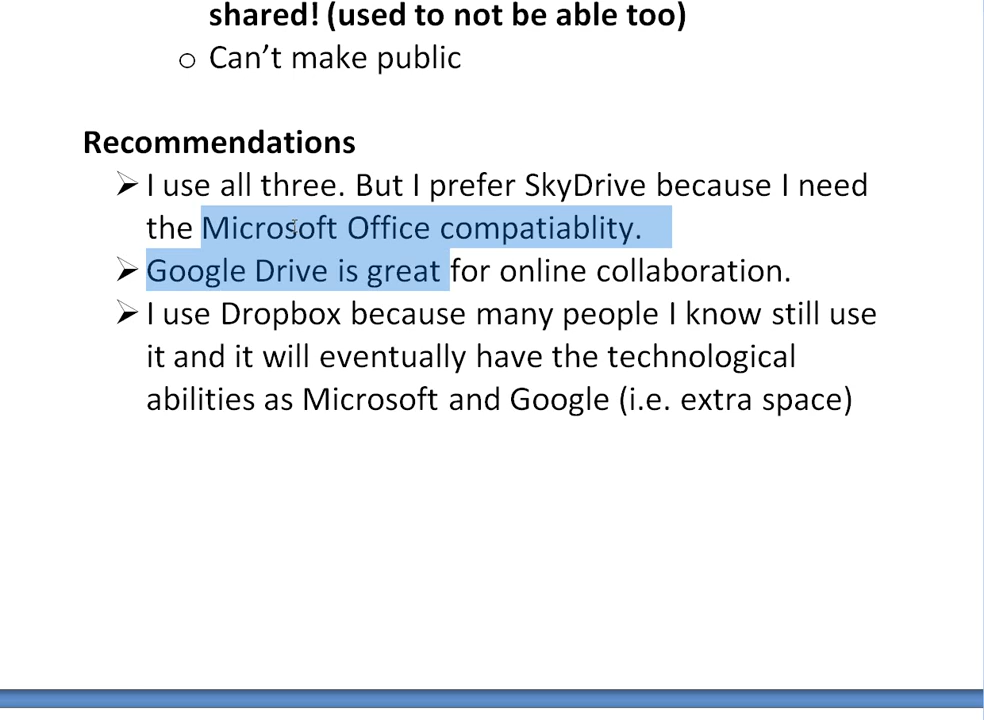 shared! (used to not be able too)
o Can’t make public
Recommendations
➢ I use all three. But I prefer SkyDrive because I need
the Microsoft Office compatiablity.
➢ Google Drive is great for online collaboration.
➢ I use Dropbox because many people I know still use
it and it will eventually have the technological
abilities as Microsoft and Google (i.e. extra space)